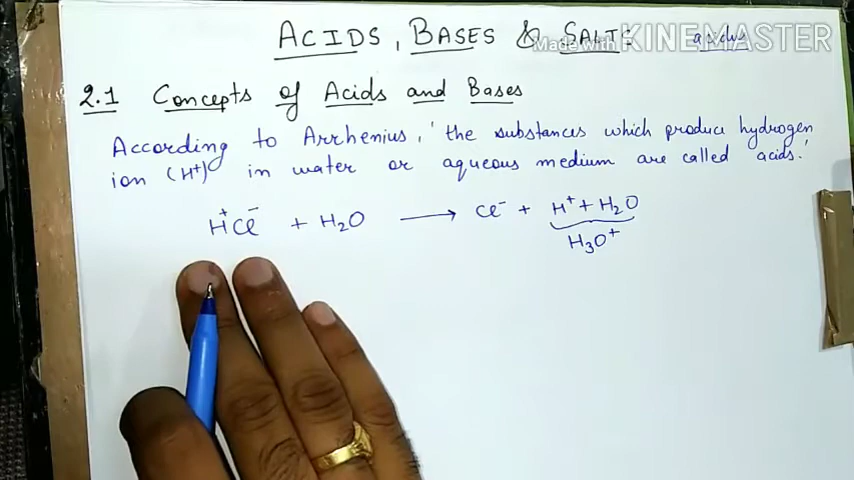 ACIDS, BASES & SALTS
Made with KINEMASTER
2.1 Concepts of Acids and Bases
According to Arrhenius, 'the substances which produce hydrogen
ion (H⁺) in water or aqueous medium are called acids.'
H⁺Cl⁻ + H₂O ⟶ Cl⁻ + H⁺ + H₂O
H₃O⁺